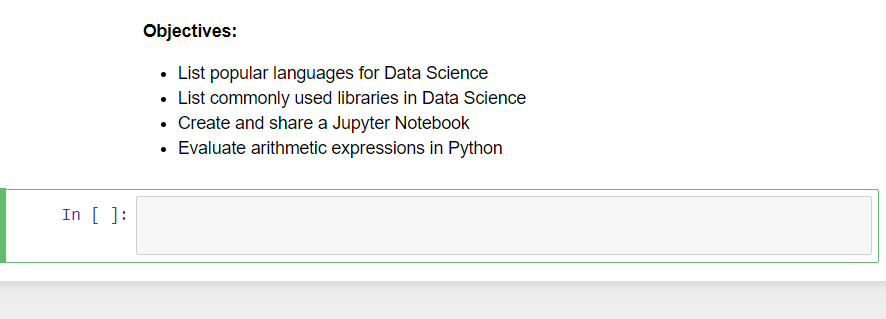 Objectives:
• List popular languages for Data Science
• List commonly used libraries in Data Science
• Create and share a Jupyter Notebook
• Evaluate arithmetic expressions in Python
In [ ]: